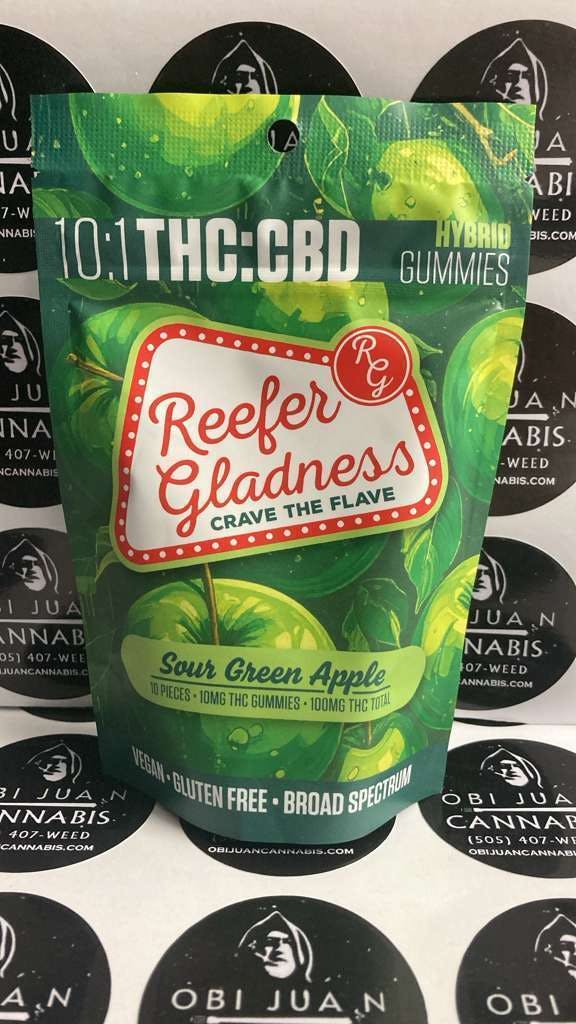 10:1 THC:CBD
HYBRID
GUMMIES
RG
Reefer
Gladness
CRAVE THE FLAVE
Sour Green Apple
10 PIECES • 10MG THC GUMMIES • 100MG THC TOTAL
VEGAN • GLUTEN FREE • BROAD SPECTRUM
OBI JUAN
CANNABIS
(505) 407-WEED
OBIJUANCANNABIS.COM
OBIJUANCANNABIS.COM
OBI JUAN